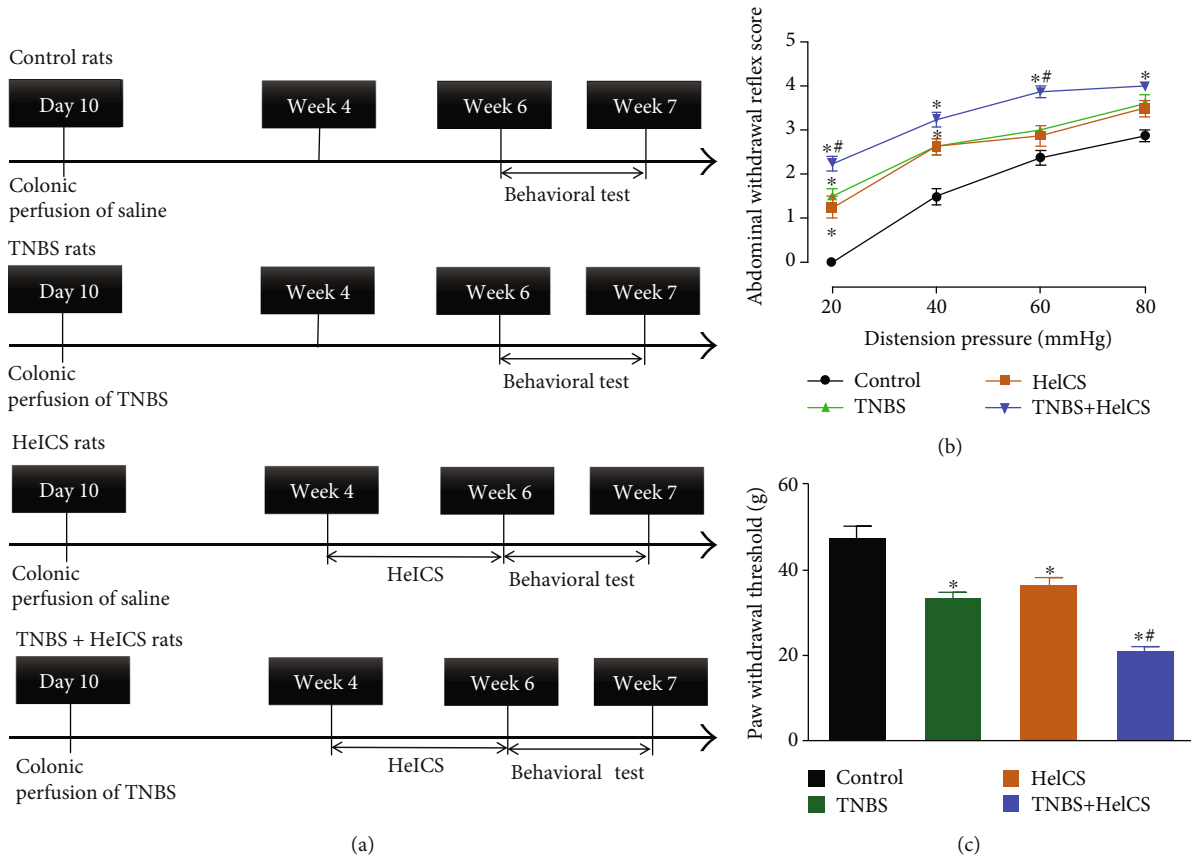 Control rats
Day 10
Week 4
Week 6
Week 7
Colonic
perfusion of saline
Behavioral test
TNBS rats
Day 10
Week 4
Week 6
Week 7
Colonic
perfusion of TNBS
Behavioral test
HeICS rats
Day 10
Week 4
Week 6
Week 7
Colonic
perfusion of saline
HeICS
Behavioral test
TNBS + HeICS rats
Day 10
Week 4
Week 6
Week 7
Colonic
perfusion of TNBS
HeICS
Behavioral test
(a)
Abdominal withdrawal reflex score
5
4
3
2
1
0
*#
*
*
*
*
*#
*
20
40
60
80
Distension pressure (mmHg)
Control
HelCS
TNBS
TNBS+HelCS
(b)
Paw withdrawal threshold (g)
60
40
20
0
*
*
*#
Control
HelCS
TNBS
TNBS+HelCS
(c)